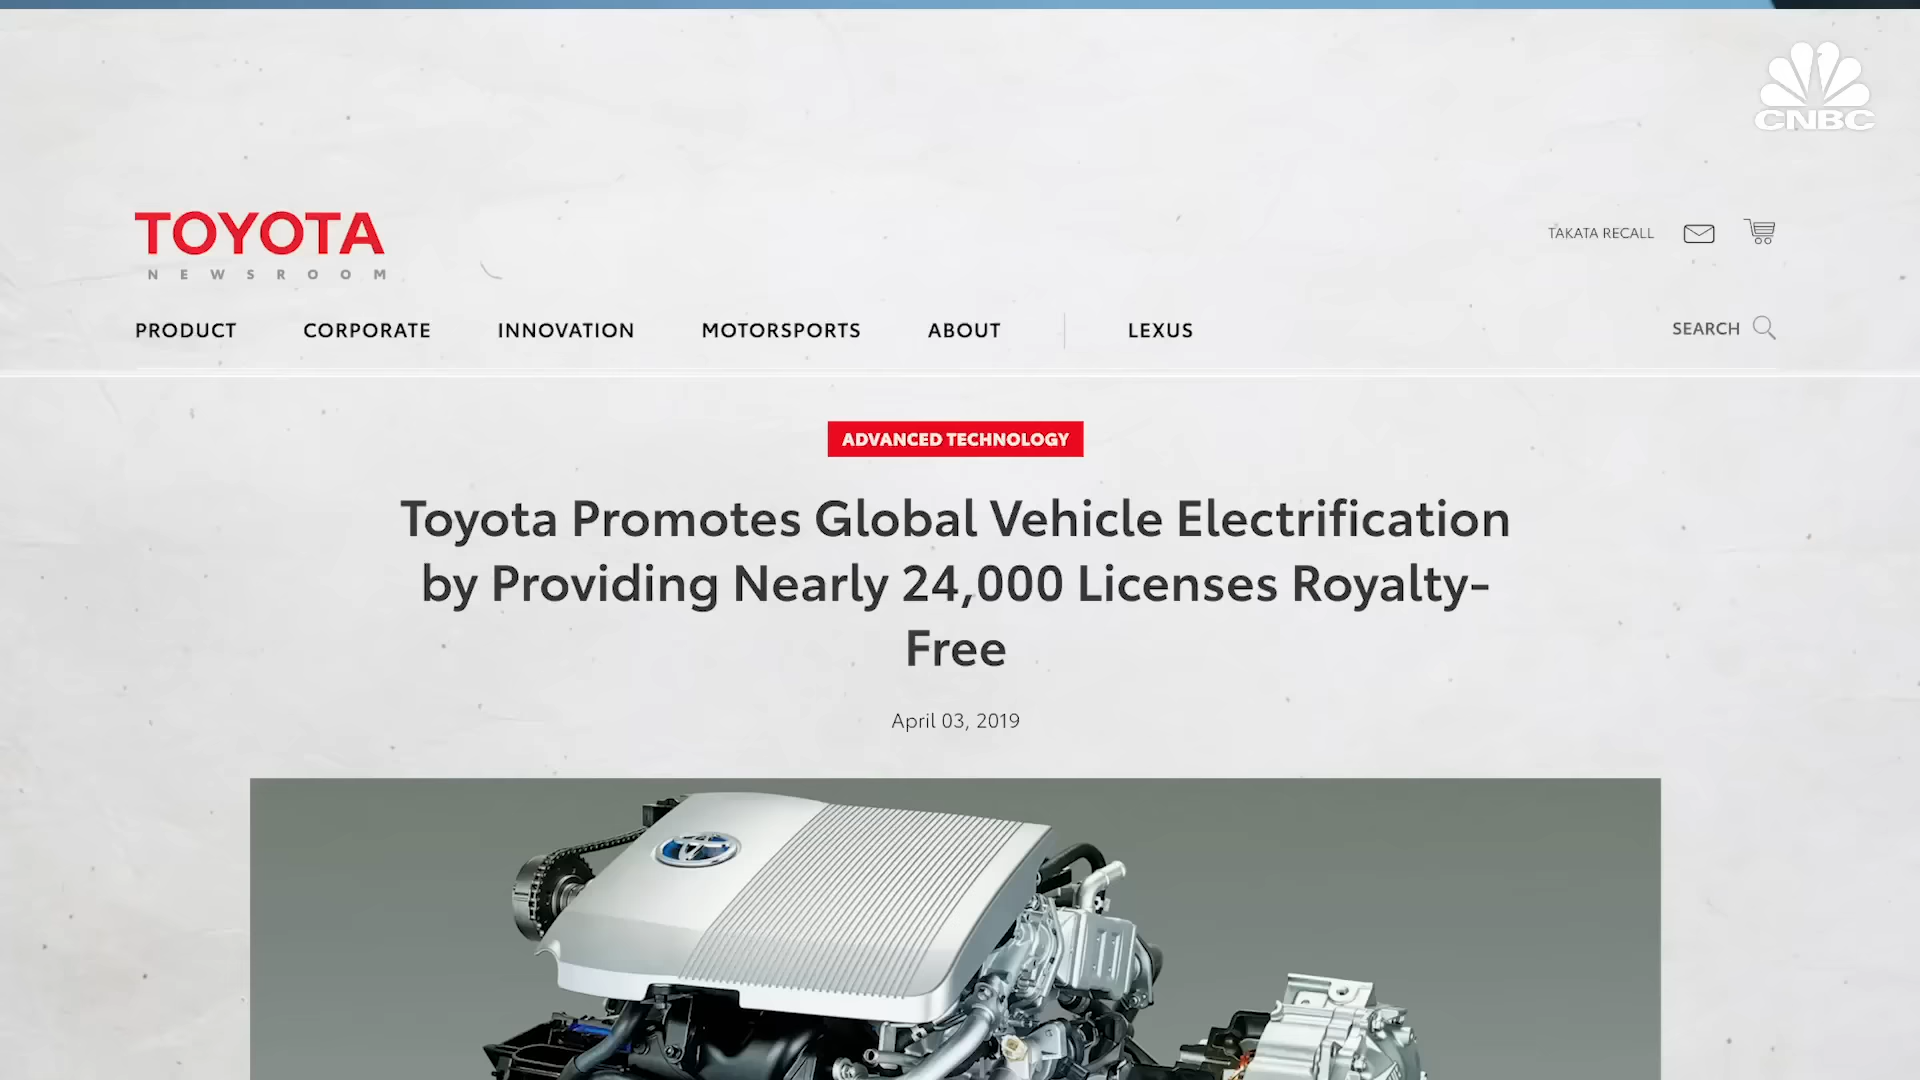 CNBC
TOYOTA
NEWSROOM
TAKATA RECALL
PRODUCT
CORPORATE
INNOVATION
MOTORSPORTS
ABOUT
LEXUS
SEARCH
ADVANCED TECHNOLOGY
Toyota Promotes Global Vehicle Electrification
by Providing Nearly 24,000 Licenses Royalty-
Free
April 03, 2019